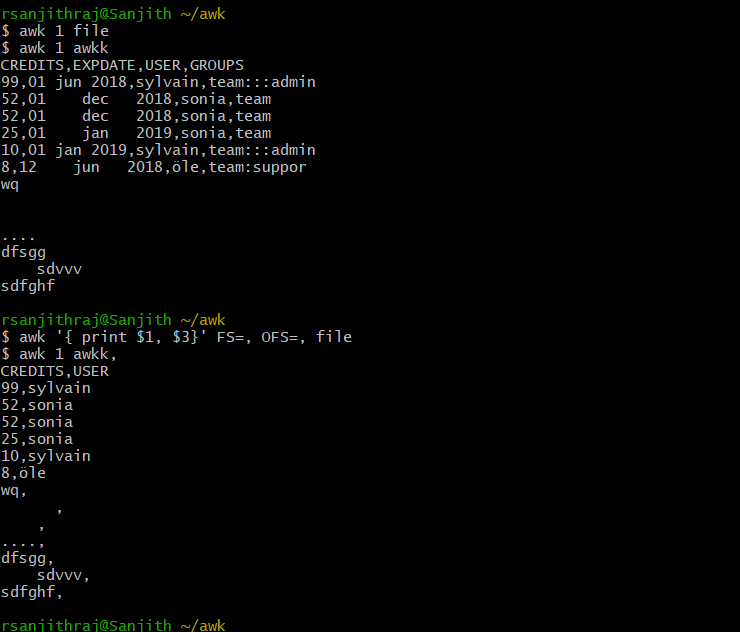 rsanjithraj@Sanjith ~/awk
$ awk 1 file
$ awk 1 awkk
CREDITS,EXPDATE,USER,GROUPS
99,01 jun 2018,sylvain,team:::admin
52,01    dec   2018,sonia,team
52,01    dec   2018,sonia,team
25,01    jan   2019,sonia,team
10,01 jan 2019,sylvain,team:::admin
8,12    jun   2018,öle,team:suppor
wq
....
dfsgg
    sdvvv
sdfghf
rsanjithraj@Sanjith ~/awk
$ awk '{ print $1, $3}' FS=, OFS=, file
$ awk 1 awkk,
CREDITS,USER
99,sylvain
52,sonia
52,sonia
25,sonia
10,sylvain
8,öle
wq,
      ,
    ,
....,
dfsgg,
    sdvvv,
sdfghf,
rsanjithraj@Sanjith ~/awk